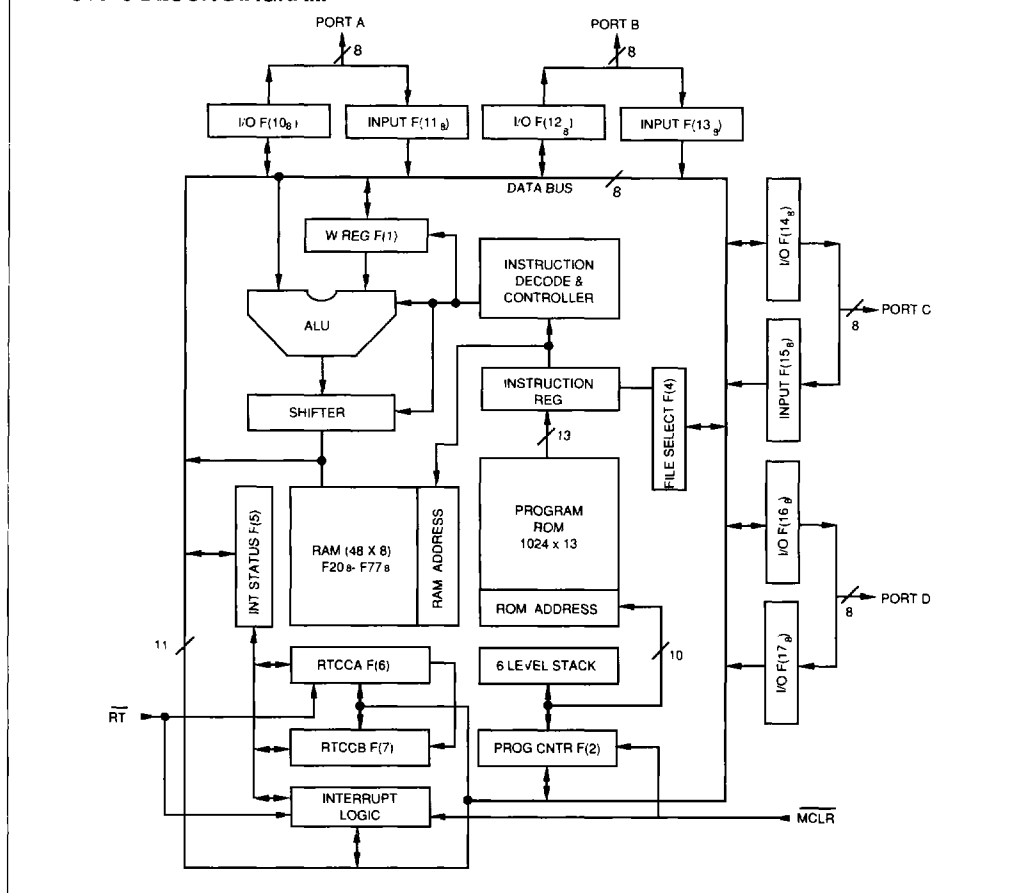 PORT A
PORT B
8
8
I/O F(10₈)
INPUT F(11₈)
I/O F(12₈)
INPUT F(13₈)
DATA BUS
8
W REG F(1)
INSTRUCTION
DECODE &
CONTROLLER
I/O F(14₈)
ALU
8
PORT C
SHIFTER
INSTRUCTION
REG
FILE SELECT F(4)
INPUT F(15₈)
13
INT STATUS F(5)
RAM (48 X 8)
F20₈- F77₈
RAM ADDRESS
PROGRAM
ROM
1024 x 13
ROM ADDRESS
I/O F(16₈)
8
PORT D
11
10
RTCCA F(6)
6 LEVEL STACK
I/O F(17₈)
R̅T̅
RTCCB F(7)
PROG CNTR F(2)
INTERRUPT
LOGIC
M̅C̅L̅R̅